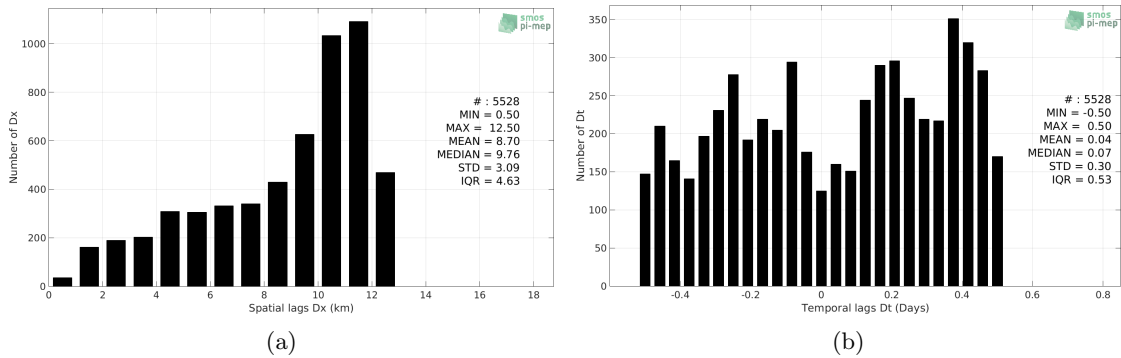 smos
pi-mep
1000
800
600
400
200
0
Number of Dx
# : 5528
MIN = 0.50
MAX = 12.50
MEAN = 8.70
MEDIAN = 9.76
STD = 3.09
IQR = 4.63
0 2 4 6 8 10 12 14 16 18
Spatial lags Dx (km)
(a)
smos
pi-mep
350
300
250
200
150
100
50
0
Number of Dt
# : 5528
MIN = -0.50
MAX = 0.50
MEAN = 0.04
MEDIAN = 0.07
STD = 0.30
IQR = 0.53
-0.4 -0.2 0 0.2 0.4 0.6 0.8
Temporal lags Dt (Days)
(b)